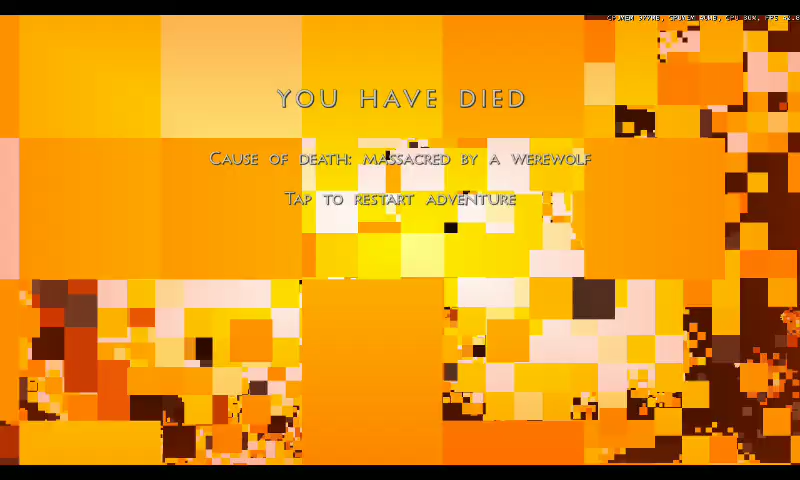 YOU HAVE DIED
CAUSE OF DEATH: MASSACRED BY A WEREWOLF
TAP TO RESTART ADVENTURE